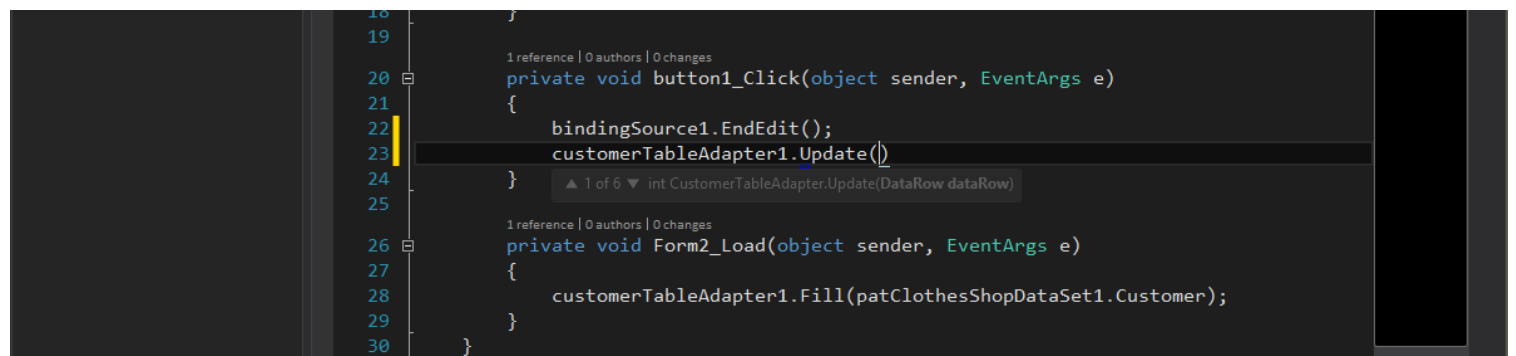 18 }
19
1 reference | 0 authors | 0 changes
20 private void button1_Click(object sender, EventArgs e)
21 {
22 bindingSource1.EndEdit();
23 customerTableAdapter1.Update()
24 }
▲ 1 of 6 ▼ int CustomerTableAdapter.Update(DataRow dataRow)
25
1 reference | 0 authors | 0 changes
26 private void Form2_Load(object sender, EventArgs e)
27 {
28 customerTableAdapter1.Fill(patClothesShopDataSet1.Customer);
29 }
30 }